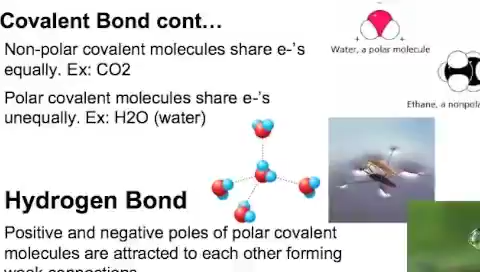 Covalent Bond cont…
Non-polar covalent molecules share e-'s
equally. Ex: CO2
Polar covalent molecules share e-'s
unequally. Ex: H2O (water)
Water, a polar molecule
Ethane, a nonpola
Hydrogen Bond
Positive and negative poles of polar covalent
molecules are attracted to each other forming
weak connections